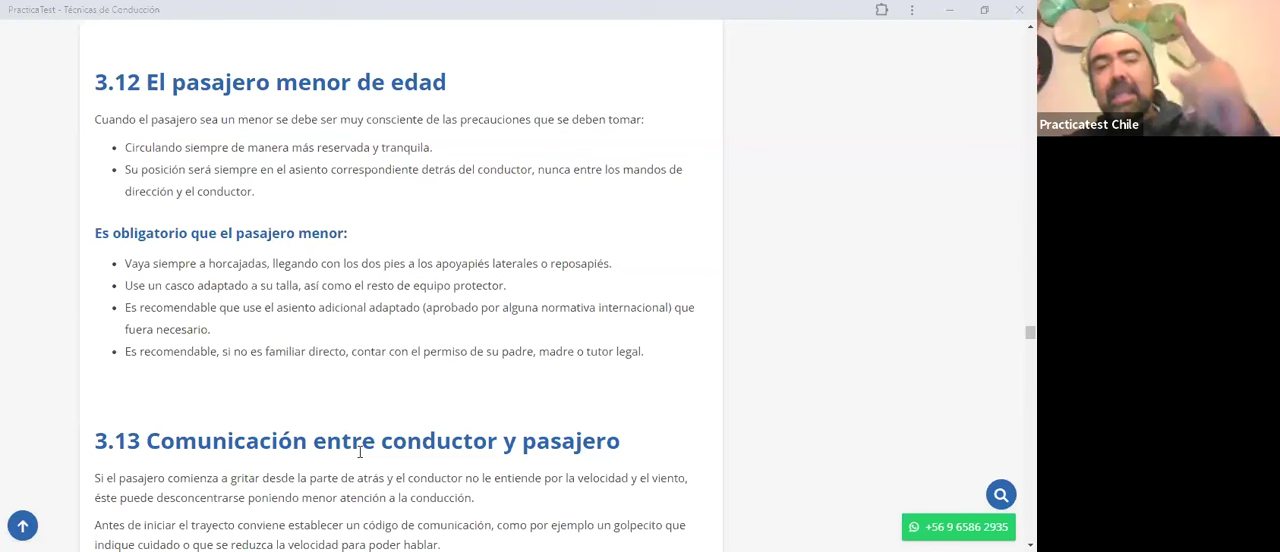 PracticaTest - Técnicas de Conducción
3.12 El pasajero menor de edad
Cuando el pasajero sea un menor se debe ser muy consciente de las precauciones que se deben tomar:
• Circulando siempre de manera más reservada y tranquila.
• Su posición será siempre en el asiento correspondiente detrás del conductor, nunca entre los mandos de
dirección y el conductor.
Es obligatorio que el pasajero menor:
• Vaya siempre a horcajadas, llegando con los dos pies a los apoyapiés laterales o reposapiés.
• Use un casco adaptado a su talla, así como el resto de equipo protector.
• Es recomendable que use el asiento adicional adaptado (aprobado por alguna normativa internacional) que
fuera necesario.
• Es recomendable, si no es familiar directo, contar con el permiso de su padre, madre o tutor legal.
3.13 Comunicación entre conductor y pasajero
Si el pasajero comienza a gritar desde la parte de atrás y el conductor no le entiende por la velocidad y el viento,
éste puede desconcentrarse poniendo menor atención a la conducción.
Antes de iniciar el trayecto conviene establecer un código de comunicación, como por ejemplo un golpecito que
indique cuidado o que se reduzca la velocidad para poder hablar.
Practicatest Chile
+56 9 6586 2935